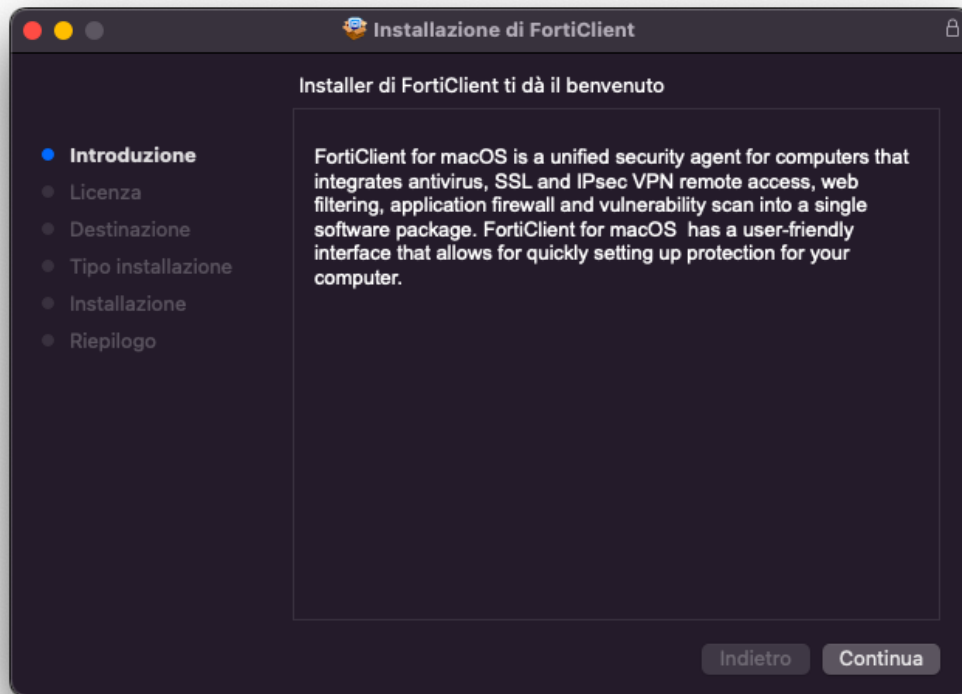 Installazione di FortiClient
Installer di FortiClient ti dà il benvenuto
Introduzione
Licenza
Destinazione
Tipo installazione
Installazione
Riepilogo
FortiClient for macOS is a unified security agent for computers that
integrates antivirus, SSL and IPsec VPN remote access, web
filtering, application firewall and vulnerability scan into a single
software package. FortiClient for macOS  has a user-friendly
interface that allows for quickly setting up protection for your
computer.
Indietro
Continua